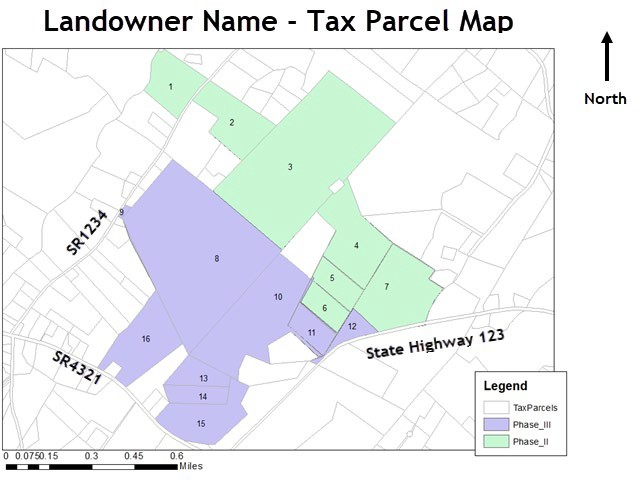 Landowner Name - Tax Parcel Map
North
1
2
3
9
SR1234
4
8
5
7
10
6
11
12
16
State Highway 123
SR4321
13
14
15
Legend
TaxParcels
Phase_III
Phase_II
0 0.0750.15 0.3 0.45 0.6
Miles